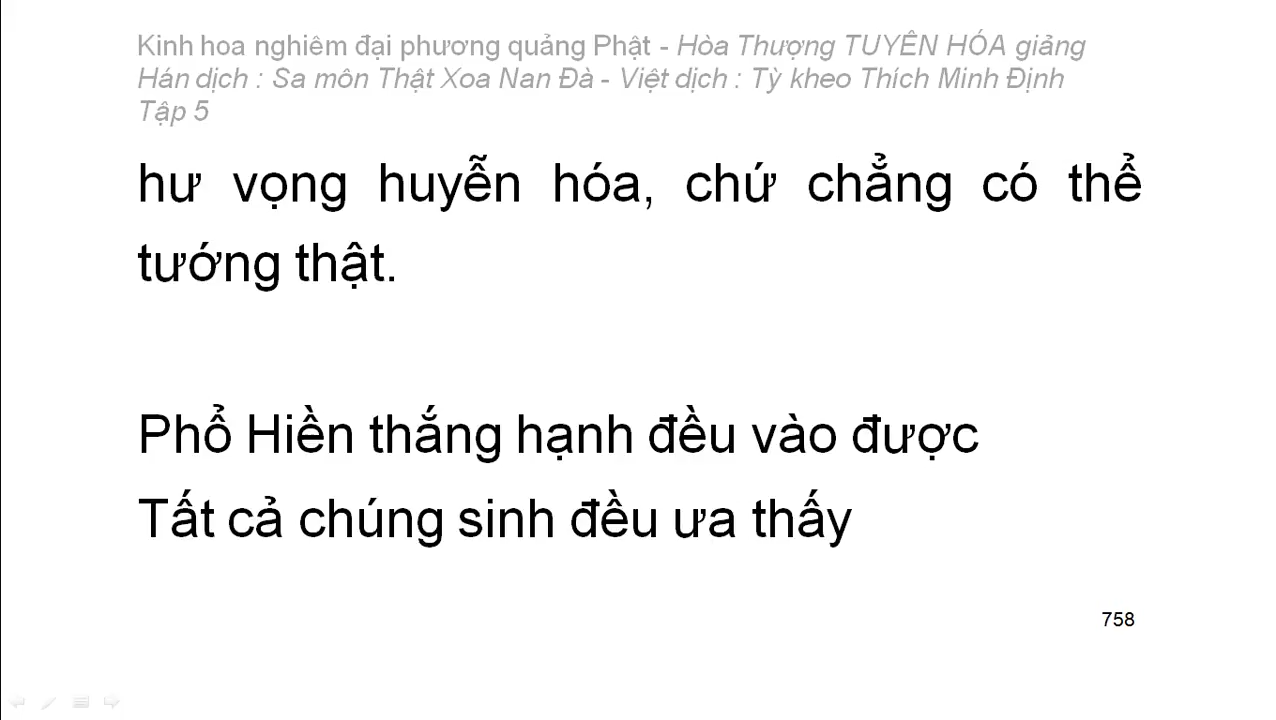 Kinh hoa nghiêm đại phương quảng Phật - Hòa Thượng TUYÊN HÓA giảng
Hán dịch : Sa môn Thật Xoa Nan Đà - Việt dịch : Tỳ kheo Thích Minh Định
Tập 5
hư vọng huyễn hóa, chứ chẳng có thể
tướng thật.
Phổ Hiền thắng hạnh đều vào được
Tất cả chúng sinh đều ưa thấy
758